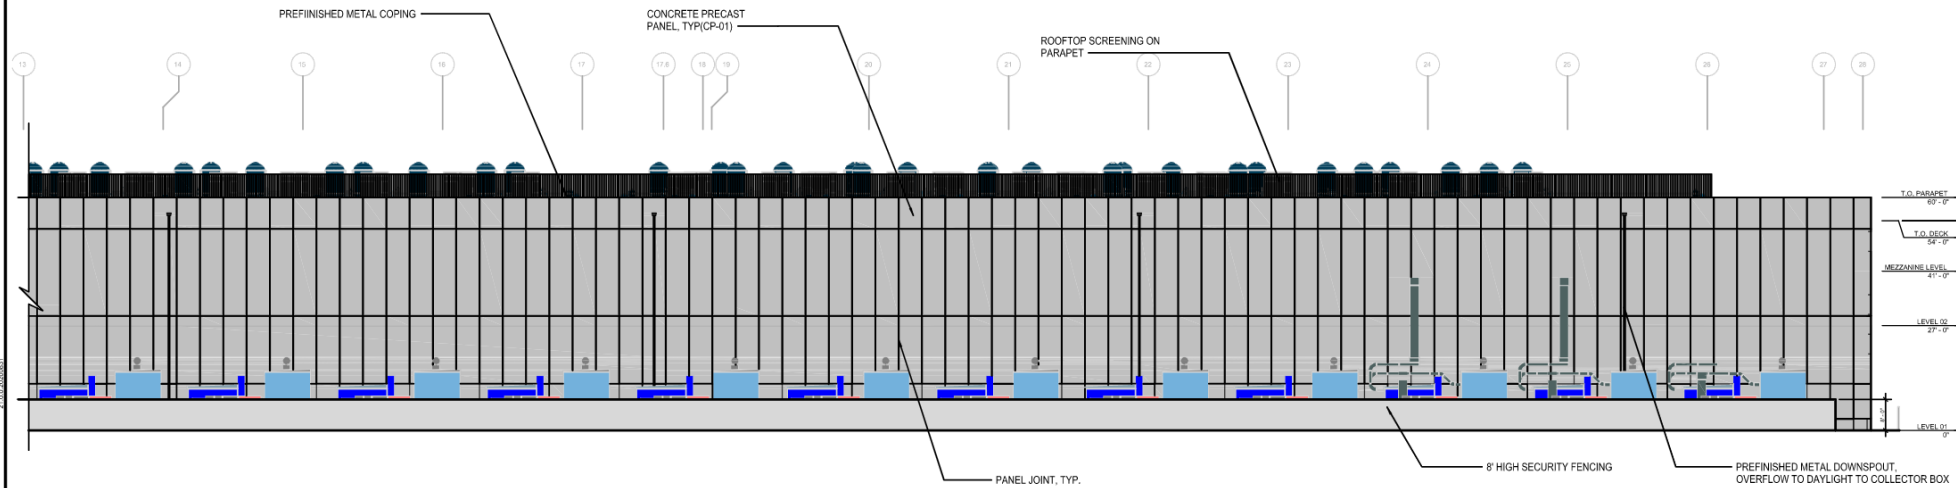 PREFIINISHED METAL COPING
CONCRETE PRECAST
PANEL, TYP(CP-01)
ROOFTOP SCREENING ON
PARAPET
13
14
15
16
17
17.8
18
19
20
21
22
23
24
25
26
27
28
T.O. PARAPET
60' - 0"
T.O. DECK
54' - 0"
MEZZANINE LEVEL
41' - 0"
LEVEL 02
27' - 0"
8' - 0"
LEVEL 01
0"
PANEL JOINT, TYP.
8' HIGH SECURITY FENCING
PREFINISHED METAL DOWNSPOUT,
OVERFLOW TO DAYLIGHT TO COLLECTOR BOX